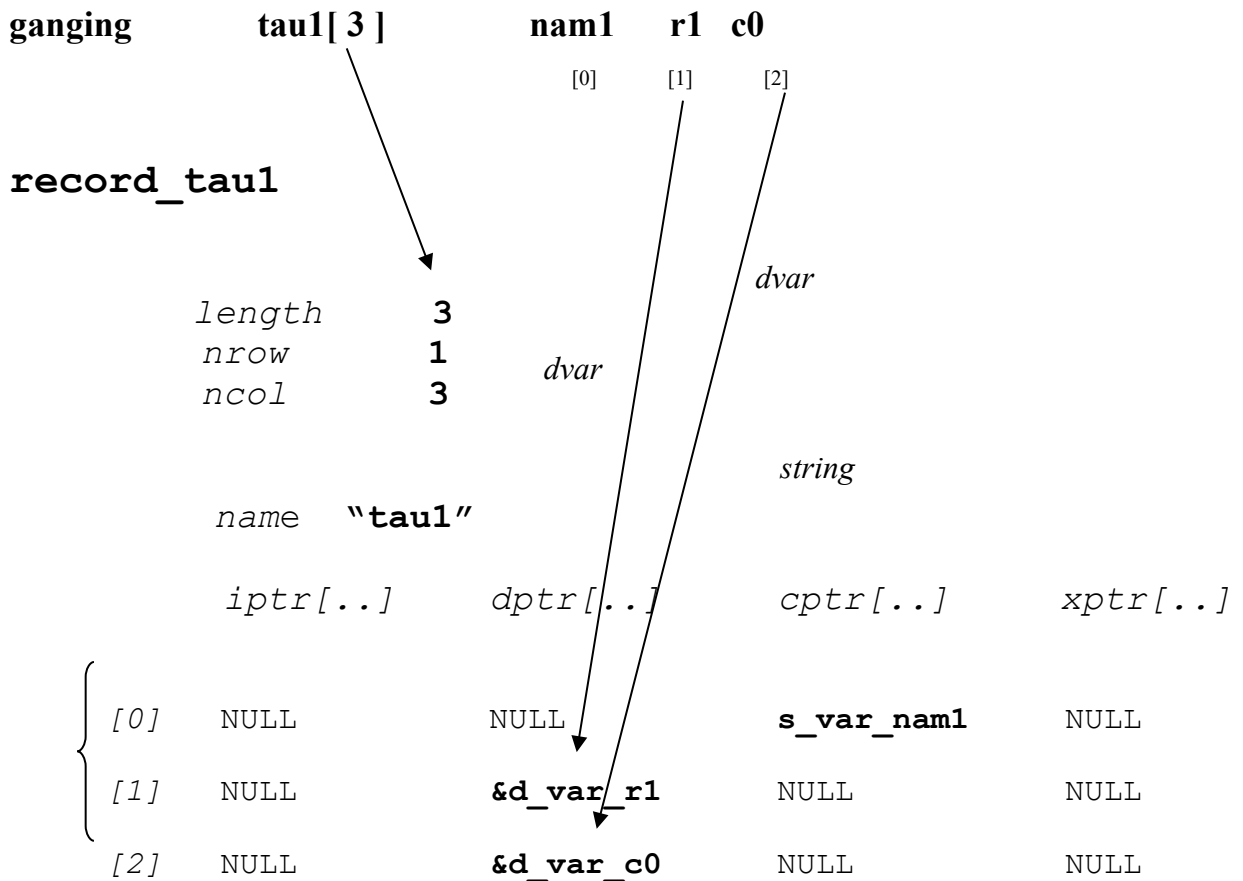 ganging tau1[ 3 ] nam1 r1 c0
[0] [1] [2]
record_tau1
dvar
length 3
nrow 1
dvar
ncol 3
string
name “tau1”
iptr[..] dptr[..] cptr[..] xptr[..]
[0] NULL NULL s_var_nam1 NULL
[1] NULL &d_var_r1 NULL NULL
[2] NULL &d_var_c0 NULL NULL